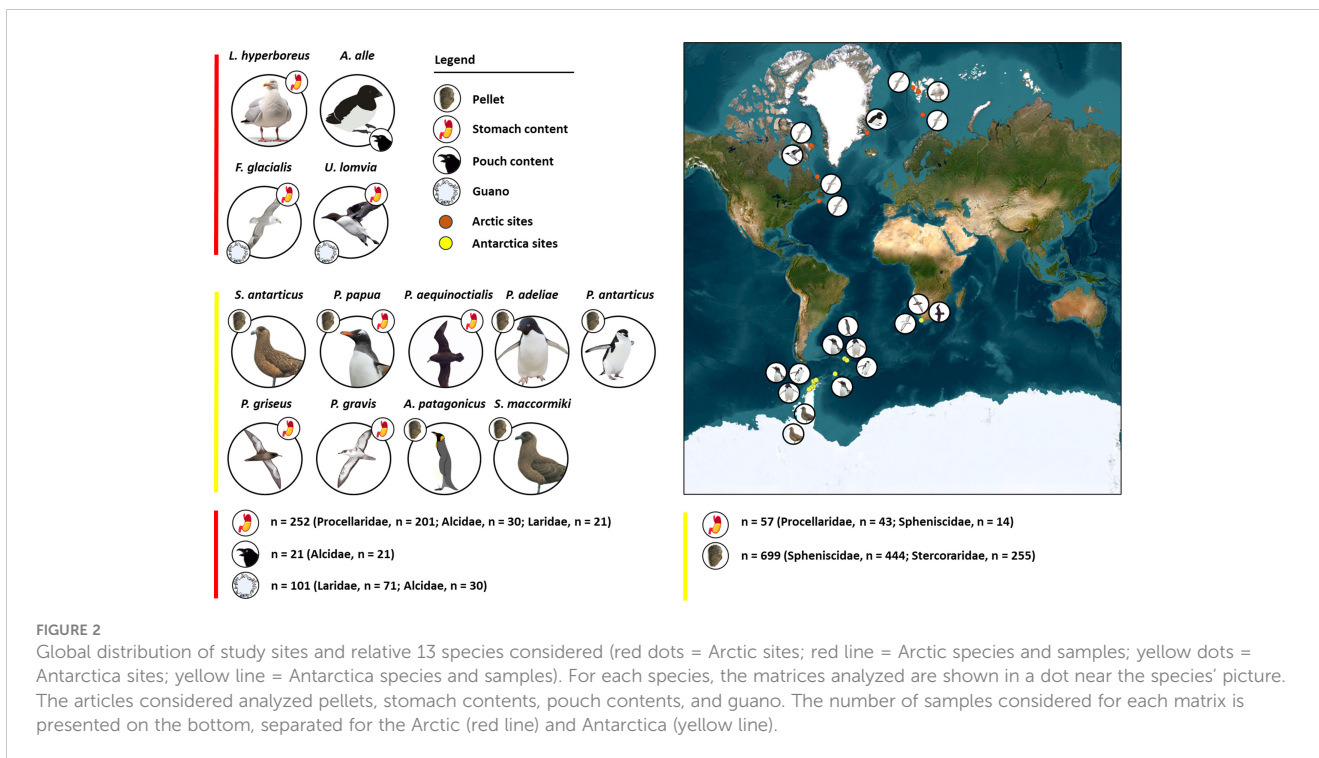 L. hyperboreus
A. alle
Legend
Pellet
Stomach content
Pouch content
Guano
Arctic sites
Antarctica sites
F. glacialis
U. lomvia
S. antarticus
P. papua
P. aequinoctialis
P. adeliae
P. antarticus
P. griseus
P. gravis
A. patagonicus
S. maccormiki
n = 252 (Procellaridae, n = 201; Alcidae, n = 30; Laridae, n = 21)
n = 21 (Alcidae, n = 21)
n = 101 (Laridae, n = 71; Alcidae, n = 30)
n = 57 (Procellaridae, n = 43; Spheniscidae, n = 14)
n = 699 (Spheniscidae, n = 444; Stercoraridae, n = 255)
FIGURE 2
Global distribution of study sites and relative 13 species considered (red dots = Arctic sites; red line = Arctic species and samples; yellow dots =
Antarctica sites; yellow line = Antarctica species and samples). For each species, the matrices analyzed are shown in a dot near the species' picture.
The articles considered analyzed pellets, stomach contents, pouch contents, and guano. The number of samples considered for each matrix is
presented on the bottom, separated for the Arctic (red line) and Antarctica (yellow line).